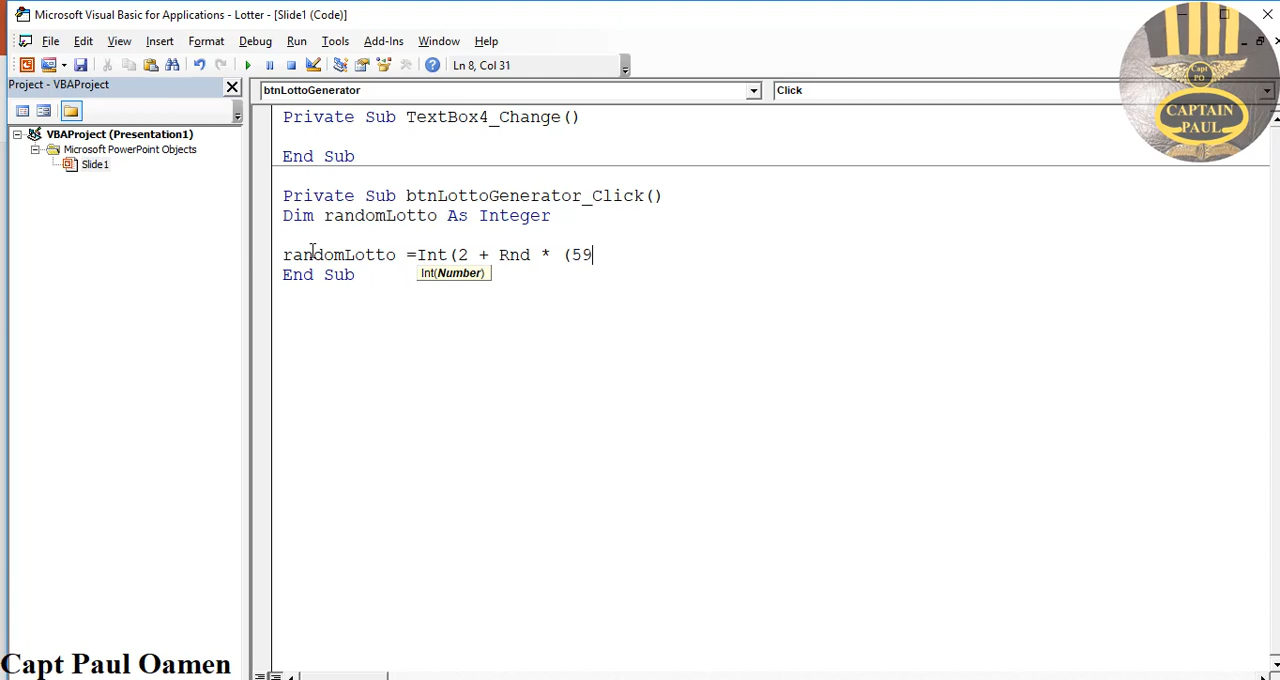 Microsoft Visual Basic for Applications - Lotter - [Slide1 (Code)]
File Edit View Insert Format Debug Run Tools Add-Ins Window Help
Ln 8, Col 31
Project - VBAProject
btnLottoGenerator
Click
VBAProject (Presentation1)
Microsoft PowerPoint Objects
Slide1
Private Sub TextBox4_Change()
End Sub
Private Sub btnLottoGenerator_Click()
Dim randomLotto As Integer
randomLotto =Int(2 + Rnd * (59
End Sub
Int(Number)
Capt
PO
CAPTAIN
PAUL
Capt Paul Oamen